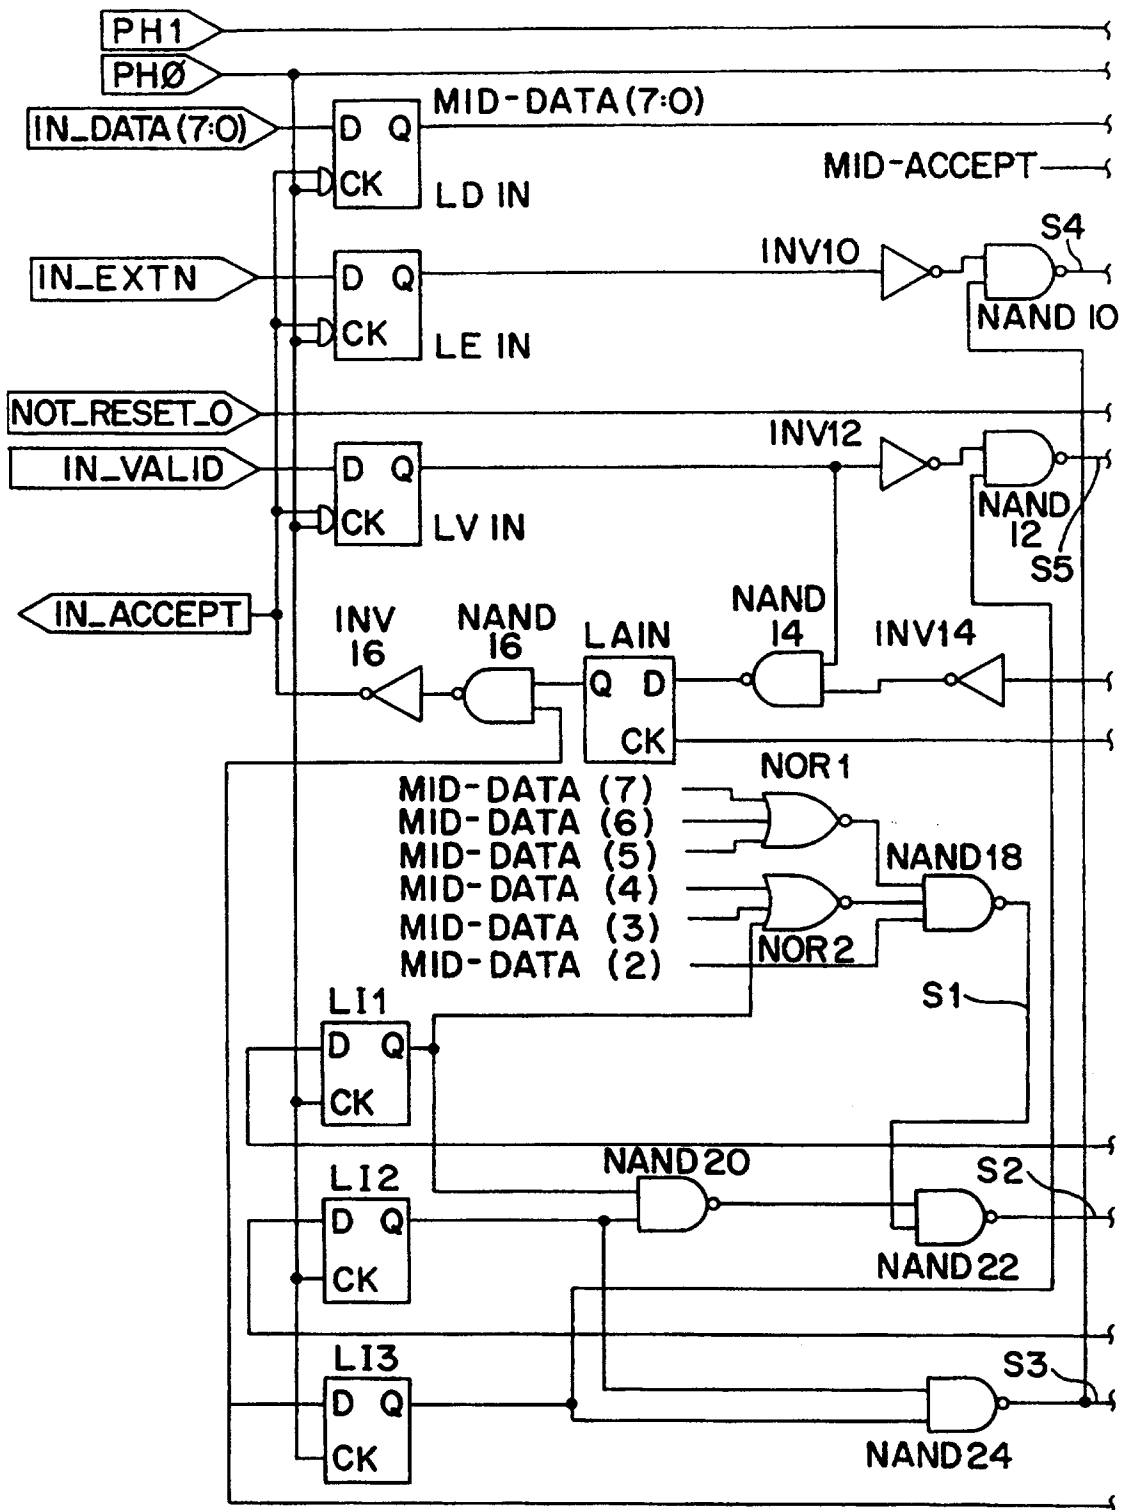 PH1
PHØ
IN_DATA(7:0)
D Q
CK
MID-DATA(7:0)
LD IN
MID-ACCEPT
IN_EXTN
D Q
CK
LE IN
INV10
S4
NAND 10
NOT_RESET_0
IN_VALID
D Q
CK
LV IN
INV12
NAND
12
S5
IN_ACCEPT
INV
16
NAND
16
LAIN
Q D
CK
NAND
14
INV14
MID-DATA (7)
MID-DATA (6)
MID-DATA (5)
MID-DATA (4)
MID-DATA (3)
MID-DATA (2)
NOR1
NOR2
NAND18
S1
LI1
D Q
CK
NAND20
LI2
D Q
CK
S2
NAND22
LI3
D Q
CK
S3
NAND24